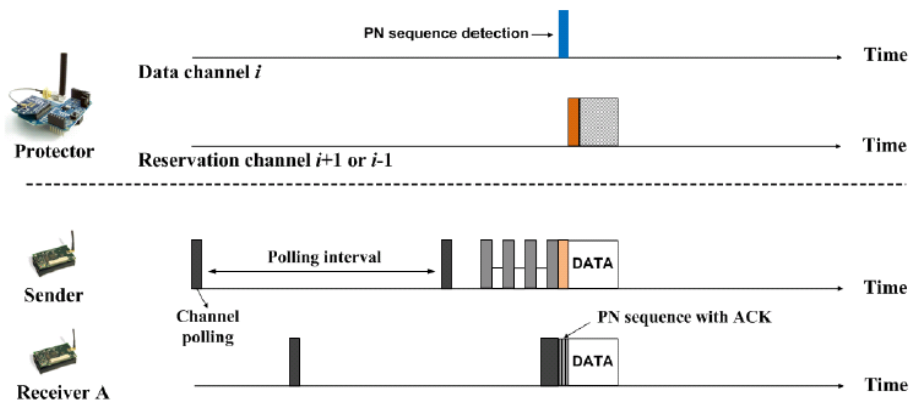 PN sequence detection
Time
Data channel i
Protector
Time
Reservation channel i+1 or i-1
Polling interval
DATA
Sender
Time
Channel
polling
PN sequence with ACK
DATA
Receiver A
Time